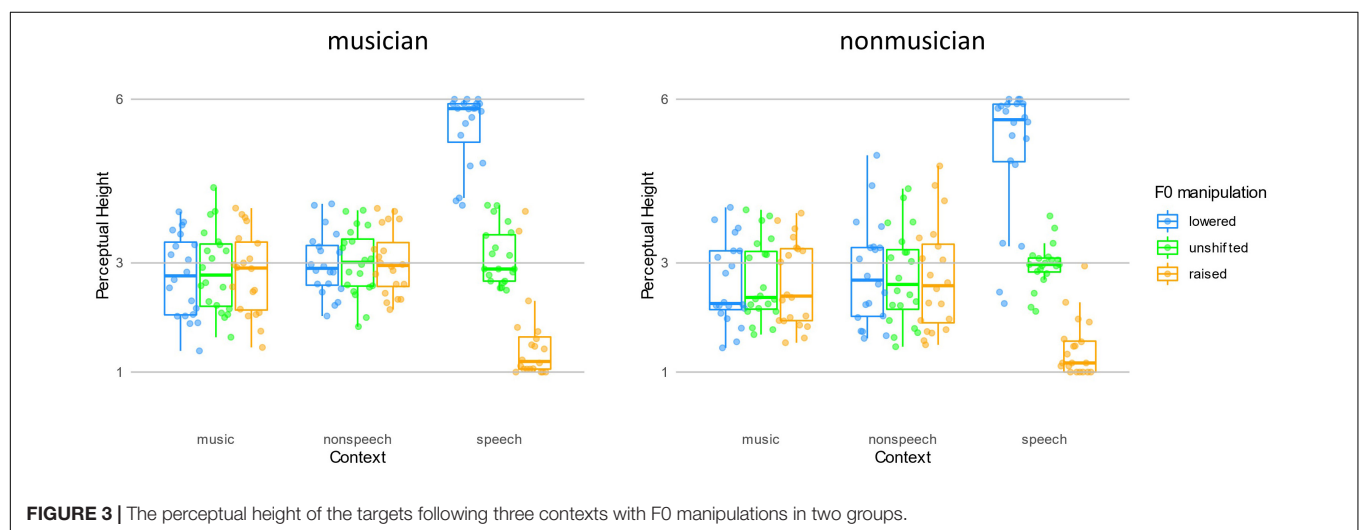 musician
nonmusician
6
3
1
Perceptual Height
music
nonspeech
speech
Context
6
3
1
Perceptual Height
music
nonspeech
speech
Context
F0 manipulation
lowered
unshifted
raised
FIGURE 3 | The perceptual height of the targets following three contexts with F0 manipulations in two groups.